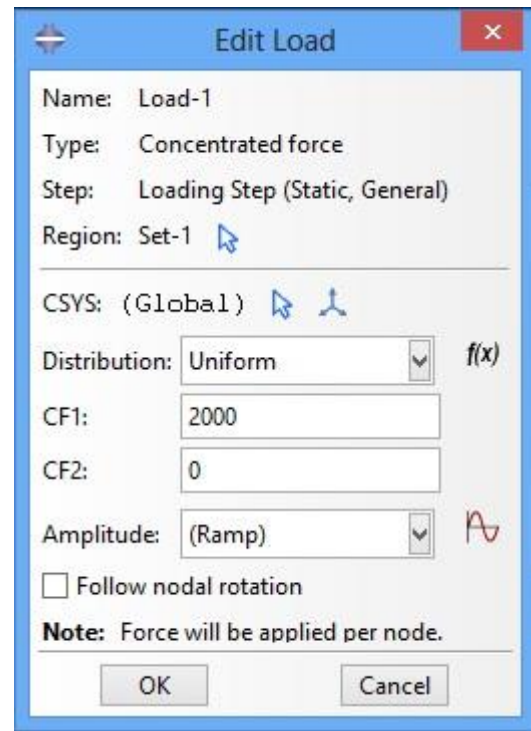 Edit Load
Name: Load-1
Type: Concentrated force
Step: Loading Step (Static, General)
Region: Set-1
CSYS: (Global)
Distribution: Uniform f(x)
CF1: 2000
CF2: 0
Amplitude: (Ramp)
Follow nodal rotation
Note: Force will be applied per node.
OK Cancel